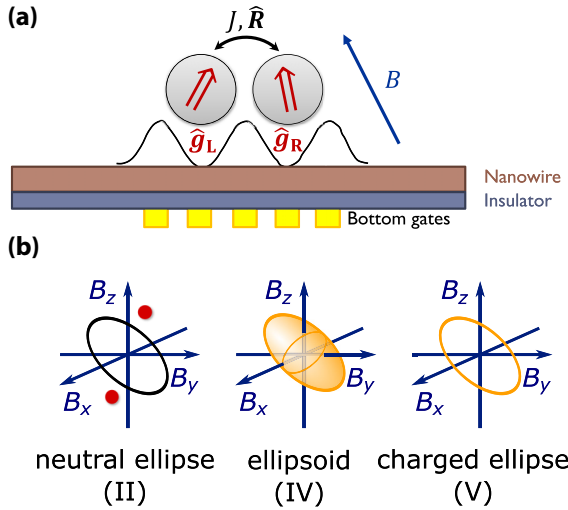 (a)
J, R̂
B
ĝL
ĝR
Nanowire
Insulator
Bottom gates
(b)
Bz
Bz
Bz
By
By
By
Bx
Bx
Bx
neutral ellipse
ellipsoid
charged ellipse
(II)
(IV)
(V)